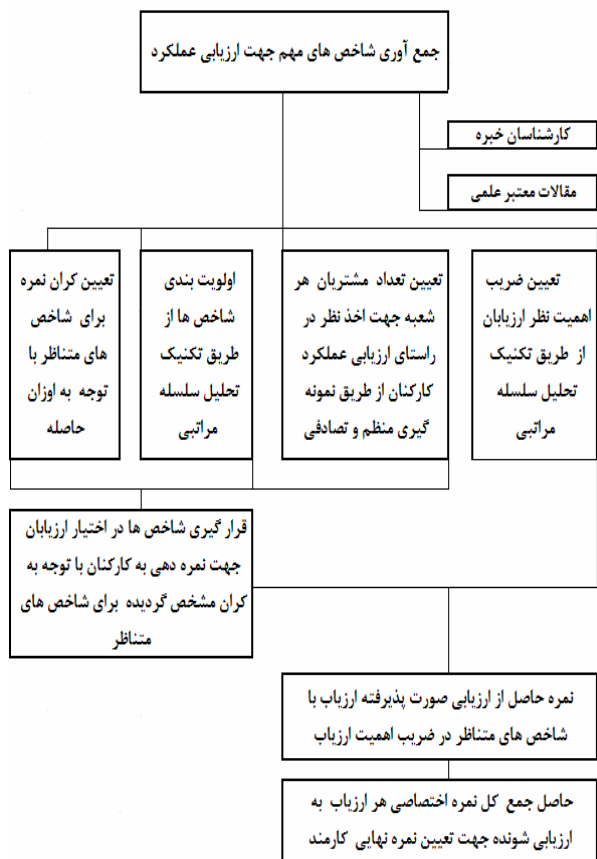 جمع آوری شاخص های مهم جهت ارزیابی عملکرد
کارشناسان خبره
مقالات معتبر علمی
تعیین ضریب
اهمیت نظر ارزیابان
از طریق تکنیک
تحلیل سلسله
مراتبی
تعیین تعداد مشتریان هر
شعبه جهت اخذ نظر در
راستای ارزیابی عملکرد
کارکنان از طریق نمونه
گیری منظم و تصادفی
اولویت بندی
شاخص ها از
طریق تکنیک
تحلیل سلسله
مراتبی
تعیین کران نمره
برای شاخص
های متناظر با
توجه به اوزان
حاصله
قرار گیری شاخص ها در اختیار ارزیابان
جهت نمره دهی به کارکنان با توجه به
کران مشخص گردیده برای شاخص های
متناظر
نمره حاصل از ارزیابی صورت پذیرفته ارزیاب با
شاخص های متناظر در ضریب اهمیت ارزیاب
حاصل جمع کل نمره اختصاصی هر ارزیاب به
ارزیابی شونده جهت تعیین نمره نهایی کارمند